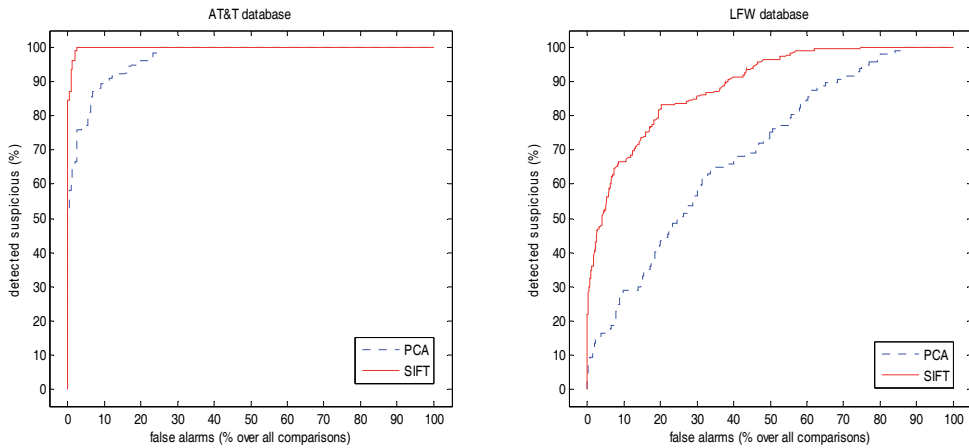 AT&T database
100
90
80
70
60
50
40
30
20
10
0
detected suspicious (%)
0 10 20 30 40 50 60 70 80 90 100
false alarms (% over all comparisons)
PCA
SIFT
LFW database
100
90
80
70
60
50
40
30
20
10
0
detected suspicious (%)
0 10 20 30 40 50 60 70 80 90 100
false alarms (% over all comparisons)
PCA
SIFT